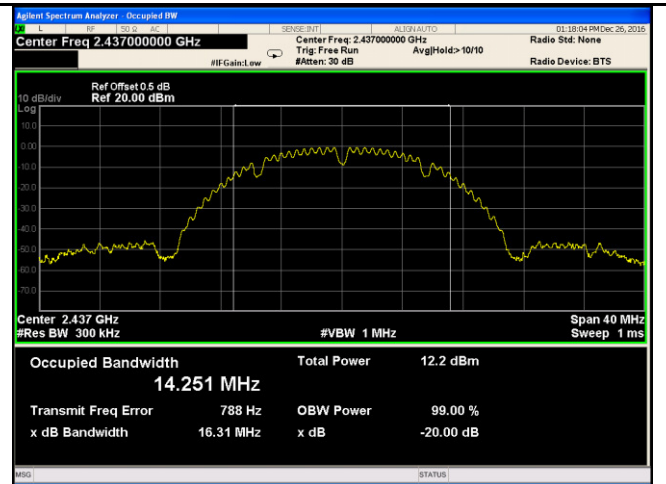 Agilent Spectrum Analyzer - Occupied BW
L RF 50 Ω AC SENSE:INT ALIGNAUTO 01:18:04 PM Dec 26, 2016
Center Freq 2.437000000 GHz Center Freq: 2.437000000 GHz Radio Std: None
Trig: Free Run Avg|Hold:>10/10
#IFGain:Low #Atten: 30 dB Radio Device: BTS
Ref Offset 0.5 dB
10 dB/div Ref 20.00 dBm
Log
10.0
0.00
-10.0
-20.0
-30.0
-40.0
-50.0
-60.0
-70.0
Center 2.437 GHz Span 40 MHz
#Res BW 300 kHz #VBW 1 MHz Sweep 1 ms
Occupied Bandwidth Total Power 12.2 dBm
14.251 MHz
Transmit Freq Error 788 Hz OBW Power 99.00 %
x dB Bandwidth 16.31 MHz x dB -20.00 dB
MSG STATUS